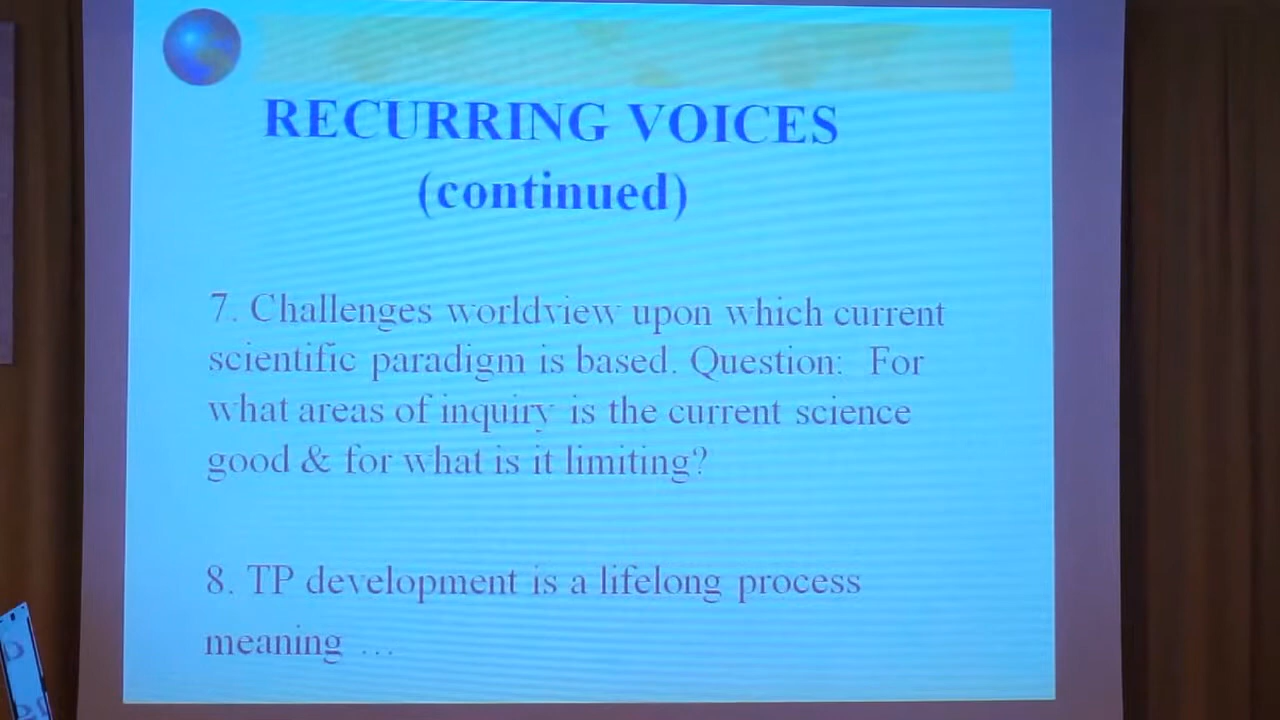 RECURRING VOICES
(continued)
7. Challenges worldview upon which current
scientific paradigm is based. Question: For
what areas of inquiry is the current science
good & for what is it limiting?
8. TP development is a lifelong process
meaning ...